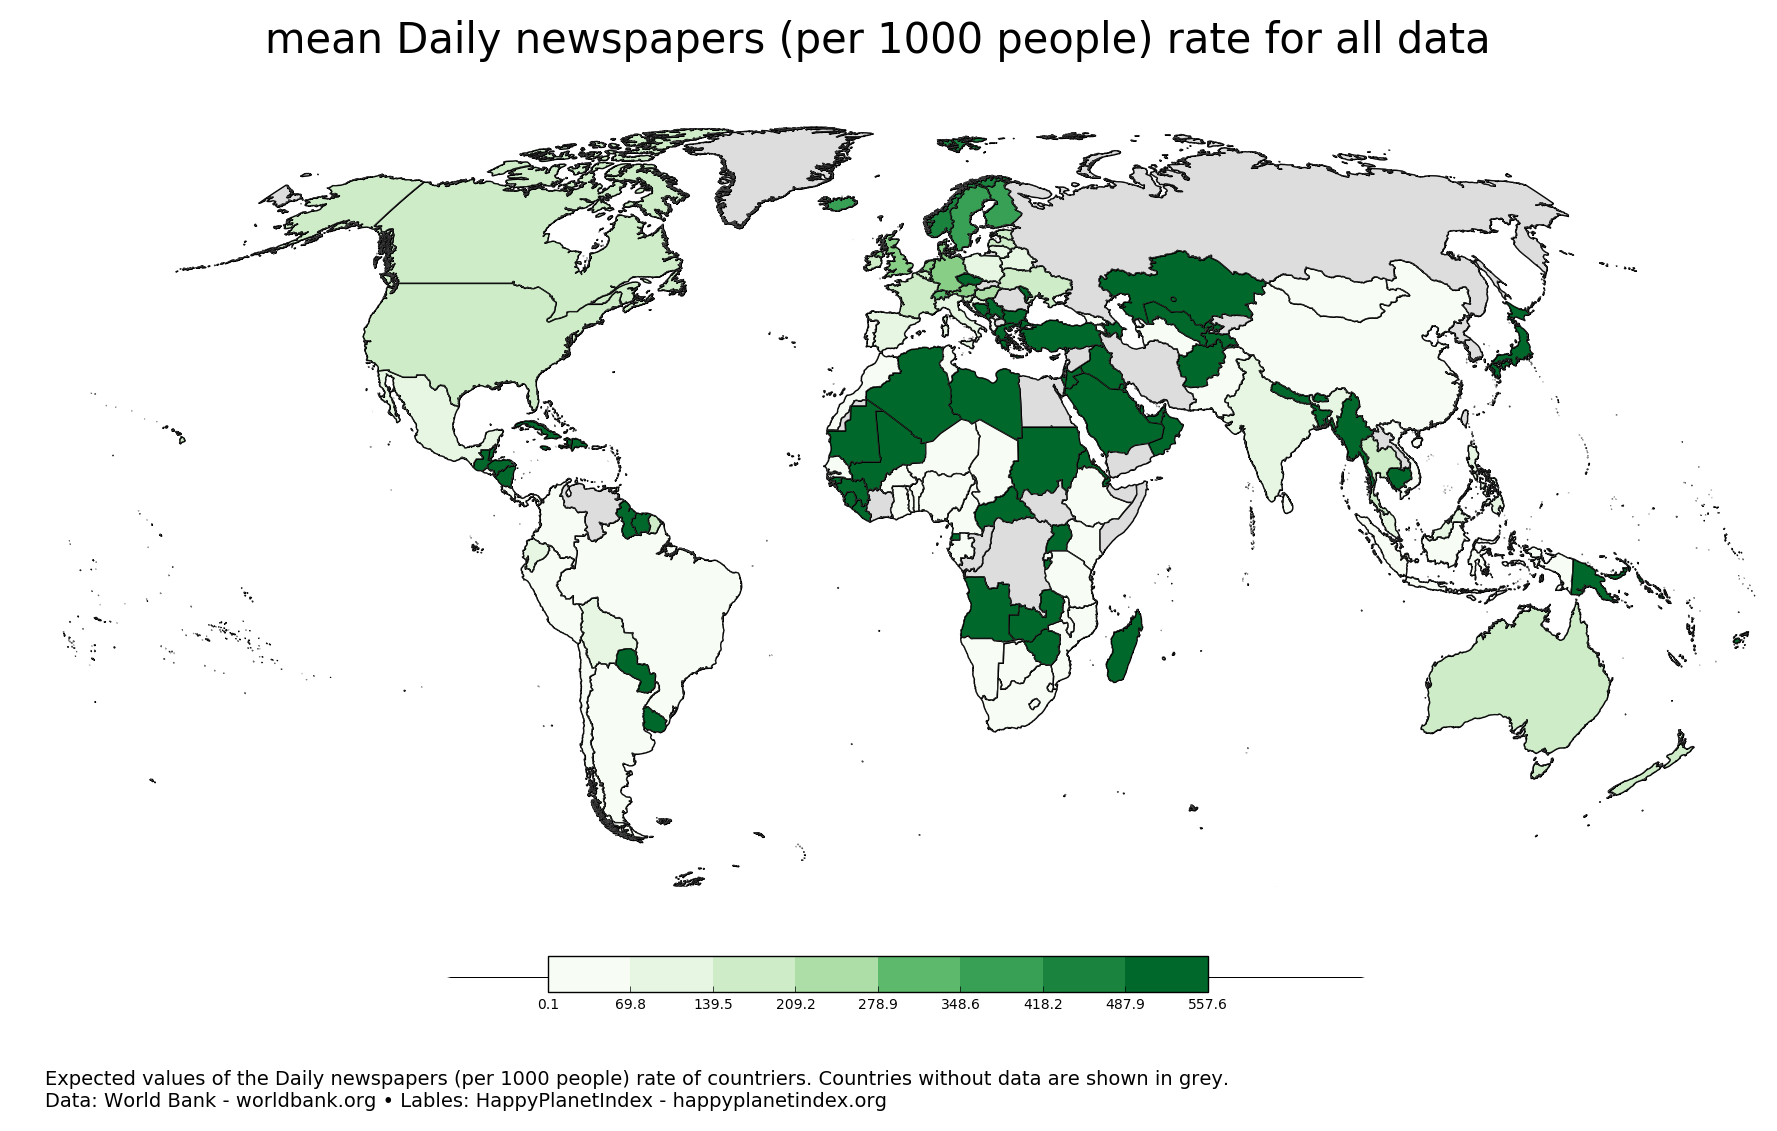 mean Daily newspapers (per 1000 people) rate for all data
0.1 69.8 139.5 209.2 278.9 348.6 418.2 487.9 557.6
Expected values of the Daily newspapers (per 1000 people) rate of countriers. Countries without data are shown in grey.
Data: World Bank - worldbank.org • Lables: HappyPlanetIndex - happyplanetindex.org